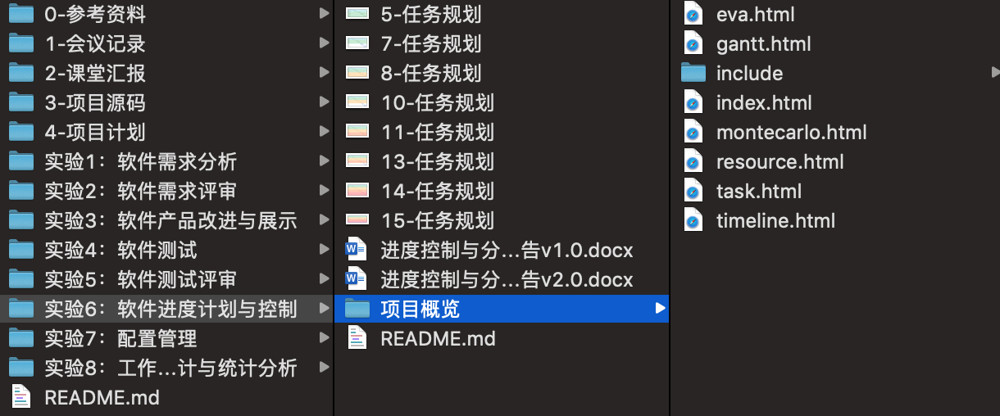 0-参考资料
1-会议记录
2-课堂汇报
3-项目源码
4-项目计划
实验1：软件需求分析
实验2：软件需求评审
实验3：软件产品改进与展示
实验4：软件测试
实验5：软件测试评审
实验6：软件进度计划与控制
实验7：配置管理
实验8：工作...计与统计分析
README.md
5-任务规划
7-任务规划
8-任务规划
10-任务规划
11-任务规划
13-任务规划
14-任务规划
15-任务规划
进度控制与分...告v1.0.docx
进度控制与分...告v2.0.docx
项目概览
README.md
eva.html
gantt.html
include
index.html
montecarlo.html
resource.html
task.html
timeline.html